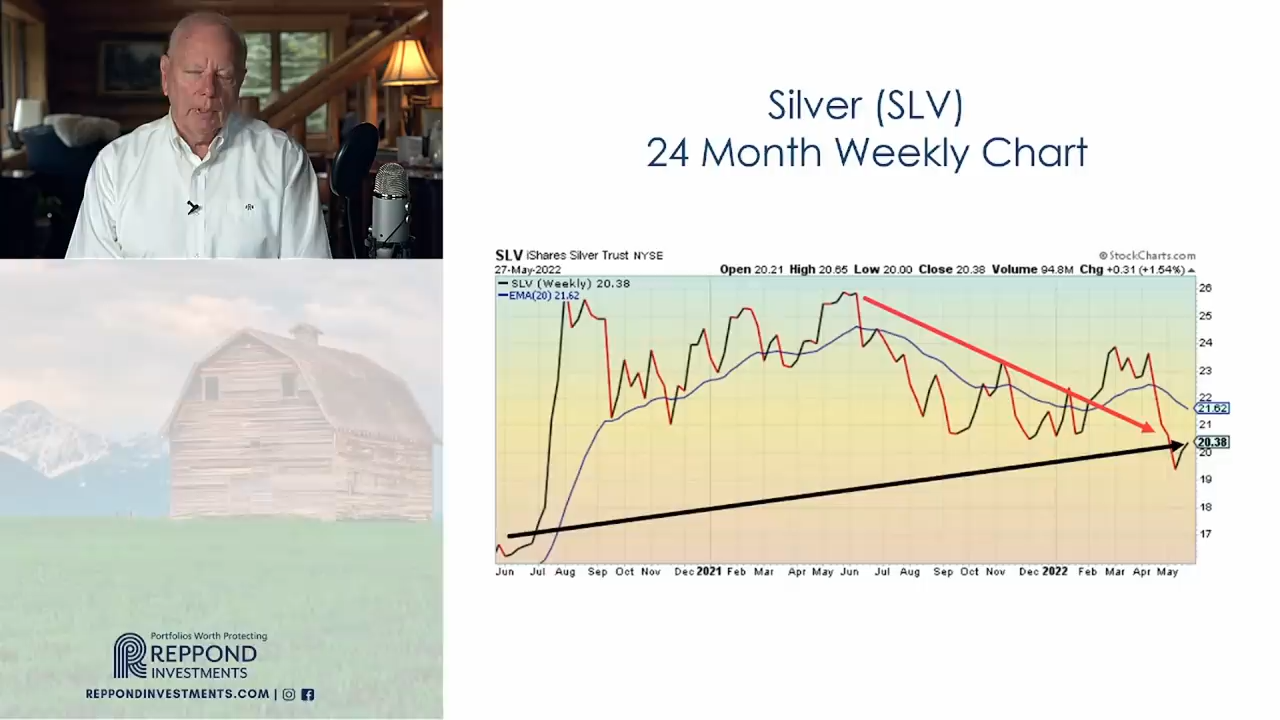 Silver (SLV)
24 Month Weekly Chart
SLV iShares Silver Trust NYSE
© StockCharts.com
27-May-2022
Open 20.21 High 20.65 Low 20.00 Close 20.38 Volume 94.8M Chg +0.31 (+1.54%)
SLV (Weekly) 20.38
EMA(20) 21.62
26
25
24
23
22
21.62
21
20.38
20
19
18
17
Jun Jul Aug Sep Oct Nov Dec 2021 Feb Mar Apr May Jun Jul Aug Sep Oct Nov Dec 2022 Feb Mar Apr May
Portfolios Worth Protecting
REPPOND
INVESTMENTS
REPPONDINVESTMENTS.COM |